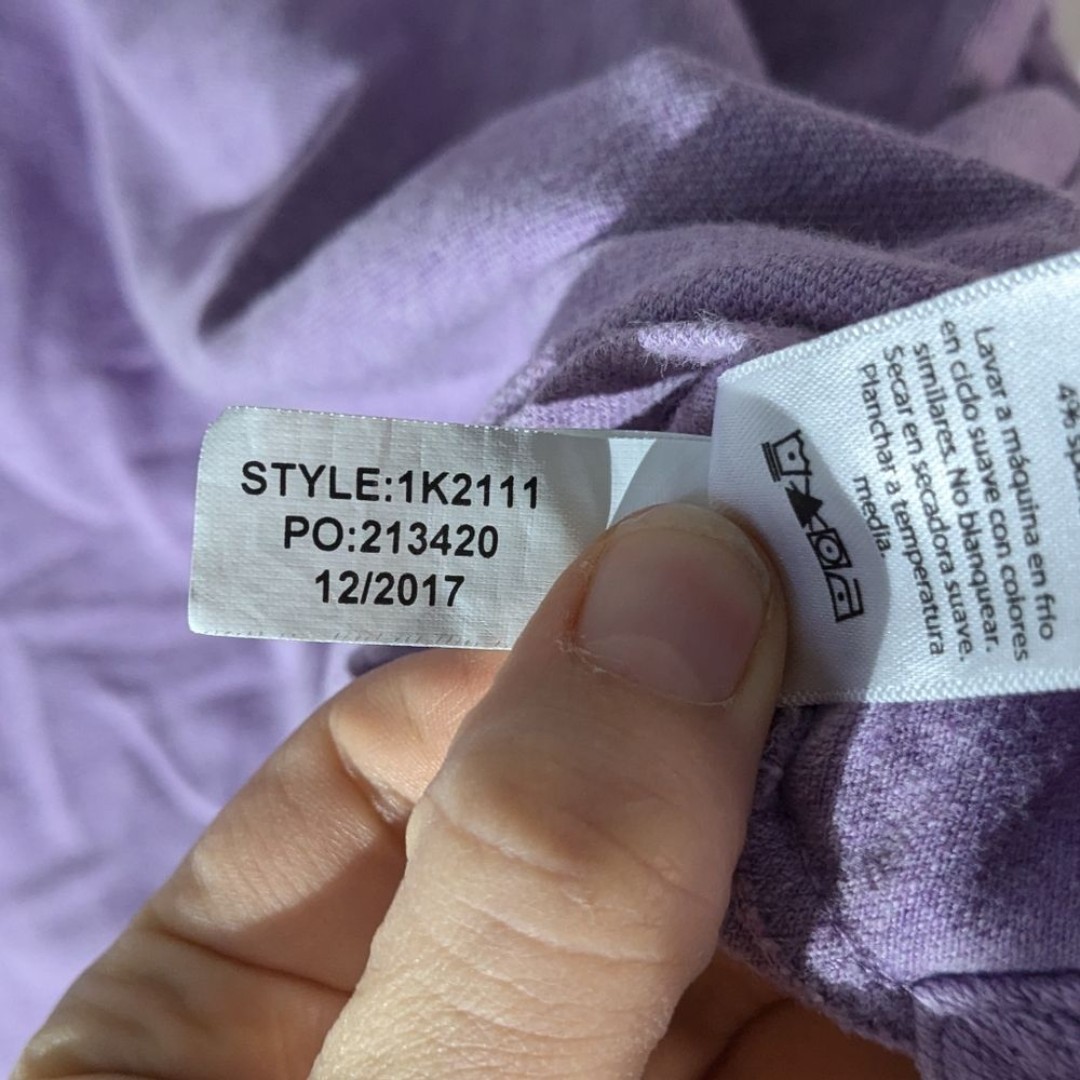 STYLE:1K2111
PO:213420
12/2017
4%
Lavar a máquina en frío
en ciclo suave con colores
similares. No blanquear.
Secar en secadora suave.
Planchar a temperatura
media.